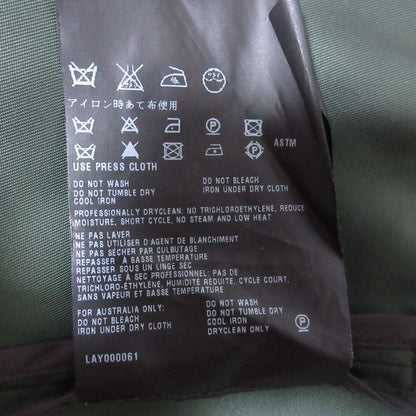 アイロン時あて布使用
ASTM
USE PRESS CLOTH
DO NOT WASH DO NOT BLEACH
DO NOT TUMBLE DRY IRON UNDER DRY CLOTH
COOL IRON
PROFESSIONALLY DRYCLEAN: NO TRICHLOROETHYLENE, REDUCE
MOISTURE, SHORT CYCLE, NO STEAM AND LOW HEAT
NE PAS LAVER
NE PAS UTILISER D'AGENT DE BLANCHIMENT
NE PAS SÉCHER PAR CULBUTAGE
REPASSER À BASSE TEMPÉRATURE
REPASSER SOUS UN LINGE SEC
NETTOYAGE À SEC PROFESSIONNEL: PAS DE
TRICHLORO-ÉTHYLÈNE, HUMIDITÉ RÉDUITE, CYCLE COURT,
SANS VAPEUR ET BASSE TEMPÉRATURE
FOR AUSTRALIA ONLY: DO NOT WASH
DO NOT BLEACH DO NOT TUMBLE DRY
IRON UNDER DRY CLOTH COOL IRON
DRYCLEAN ONLY
LAY000061